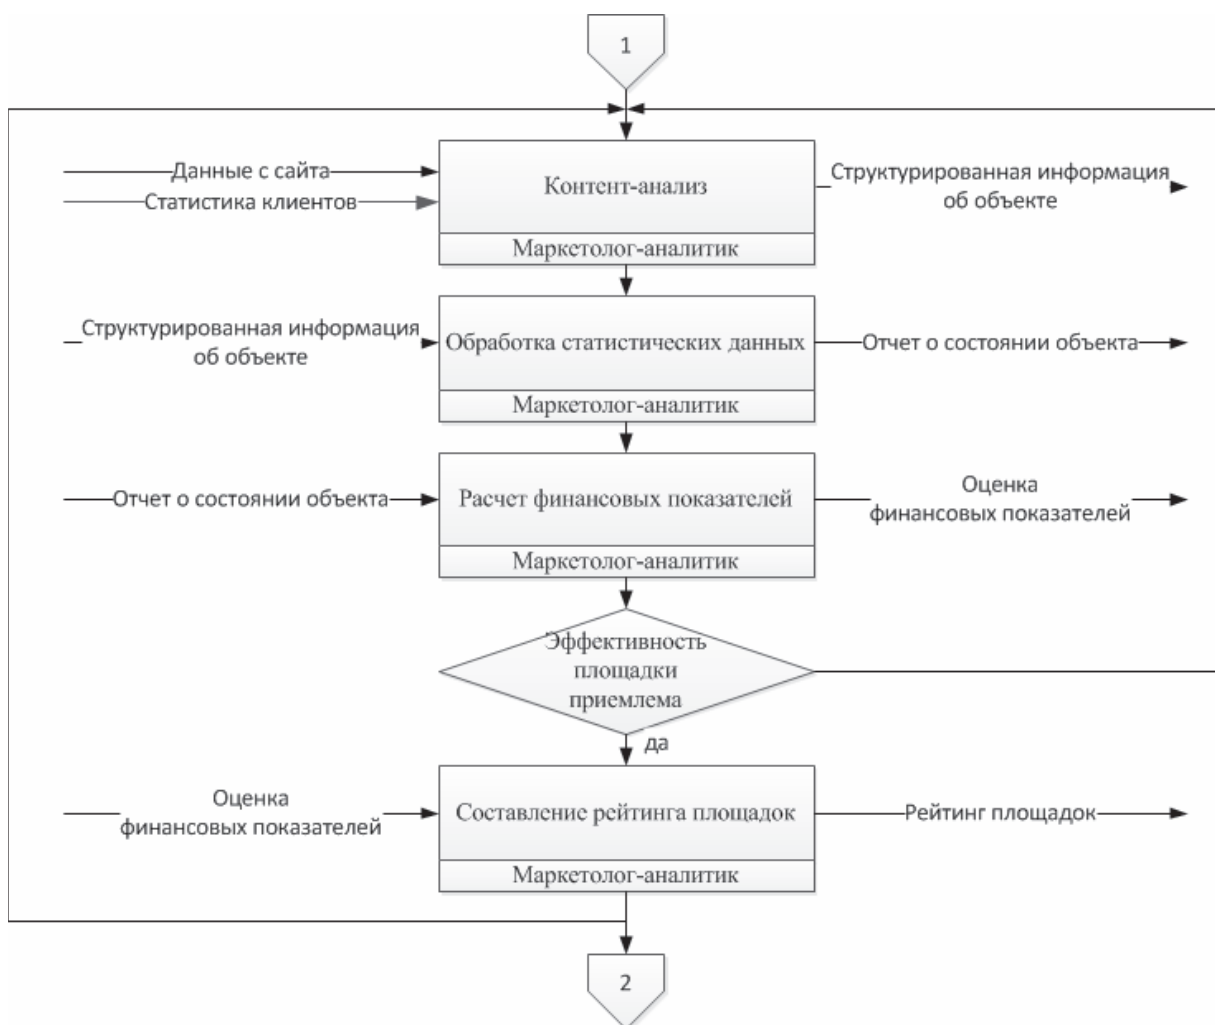 1
Данные с сайта
Статистика клиентов
Контент-анализ
Маркетолог-аналитик
Структурированная информация
об объекте
Структурированная информация
об объекте
Обработка статистических данных
Маркетолог-аналитик
Отчет о состоянии объекта
Отчет о состоянии объекта
Расчет финансовых показателей
Маркетолог-аналитик
Оценка
финансовых показателей
Эффективность
площадки
приемлема
да
Оценка
финансовых показателей
Составление рейтинга площадок
Маркетолог-аналитик
Рейтинг площадок
2